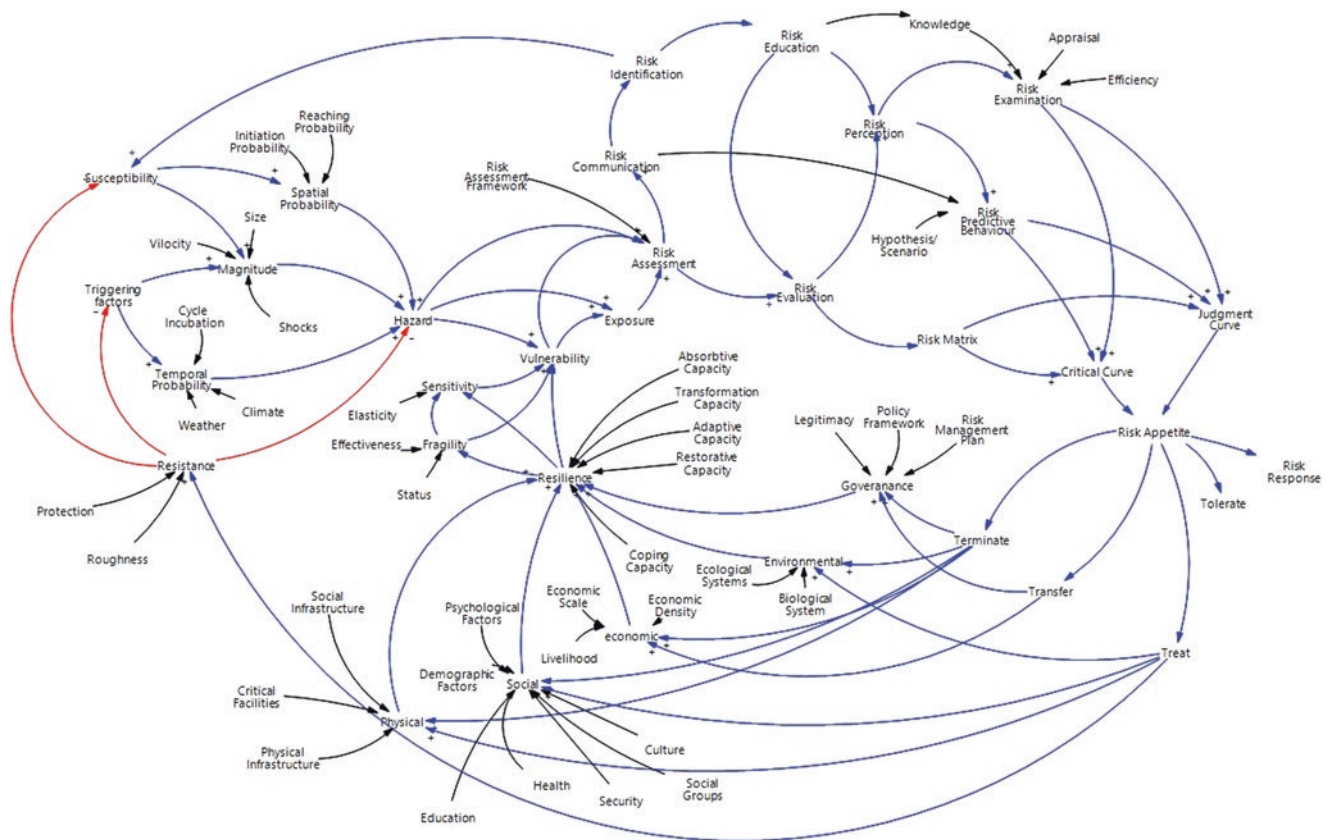 Risk
Education
Knowledge
Appraisal
Efficiency
Risk
Examination
Risk
Identification
Reaching
Probability
Initiation
Probability
Risk
Perception
Susceptibility
Spatial
Probability
Risk
Assessment
Framework
Risk
Communication
Size
Vilocity
Magnitude
Risk
Predictive
Behaviour
Hypothesis/
Scenario
Risk
Assessment
Triggering
factors
Cycle
Incubation
Shocks
Hazard
Exposure
Risk
Evaluation
Judgment
Curve
Risk Matrix
Vulnerability
Temporal
Probability
Climate
Weather
Sensitivity
Elasticity
Absorbtive
Capacity
Transformation
Capacity
Adaptive
Capacity
Restorative
Capacity
Critical Curve
Effectiveness
Fragility
Status
Legitimacy
Policy
Framework
Risk
Management
Plan
Risk Appetite
Risk
Response
Tolerate
Resistance
Protection
Roughness
Resilience
Goveranance
Coping
Capacity
Terminate
Environmental
Ecological
Systems
Biological
System
Transfer
Social
Infrastructure
Psychological
Factors
Economic
Scale
Economic
Density
economic
Livelihood
Treat
Demographic
Factors
Social
Critical
Facilities
Physical
Physical
Infrastructure
Culture
Health
Social
Groups
Security
Education